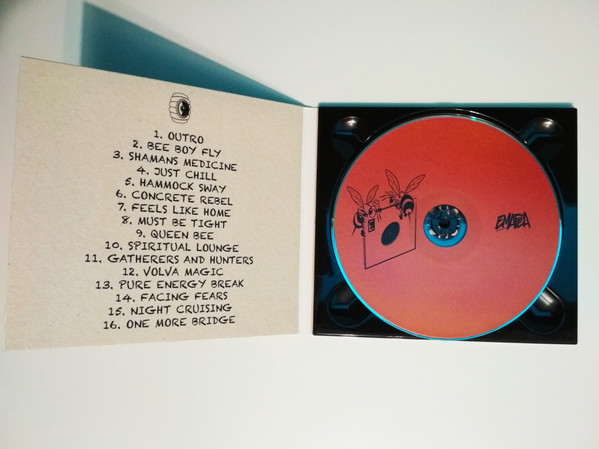 1. OUTRO
2. BEE BOY FLY
3. SHAMANS MEDICINE
4. JUST CHILL
5. HAMMOCK SWAY
6. CONCRETE REBEL
7. FEELS LIKE HOME
8. MUST BE TIGHT
9. QUEEN BEE
10. SPIRITUAL LOUNGE
11. GATHERERS AND HUNTERS
12. VOLVA MAGIC
13. PURE ENERGY BREAK
14. FACING FEARS
15. NIGHT CRUISING
16. ONE MORE BRIDGE